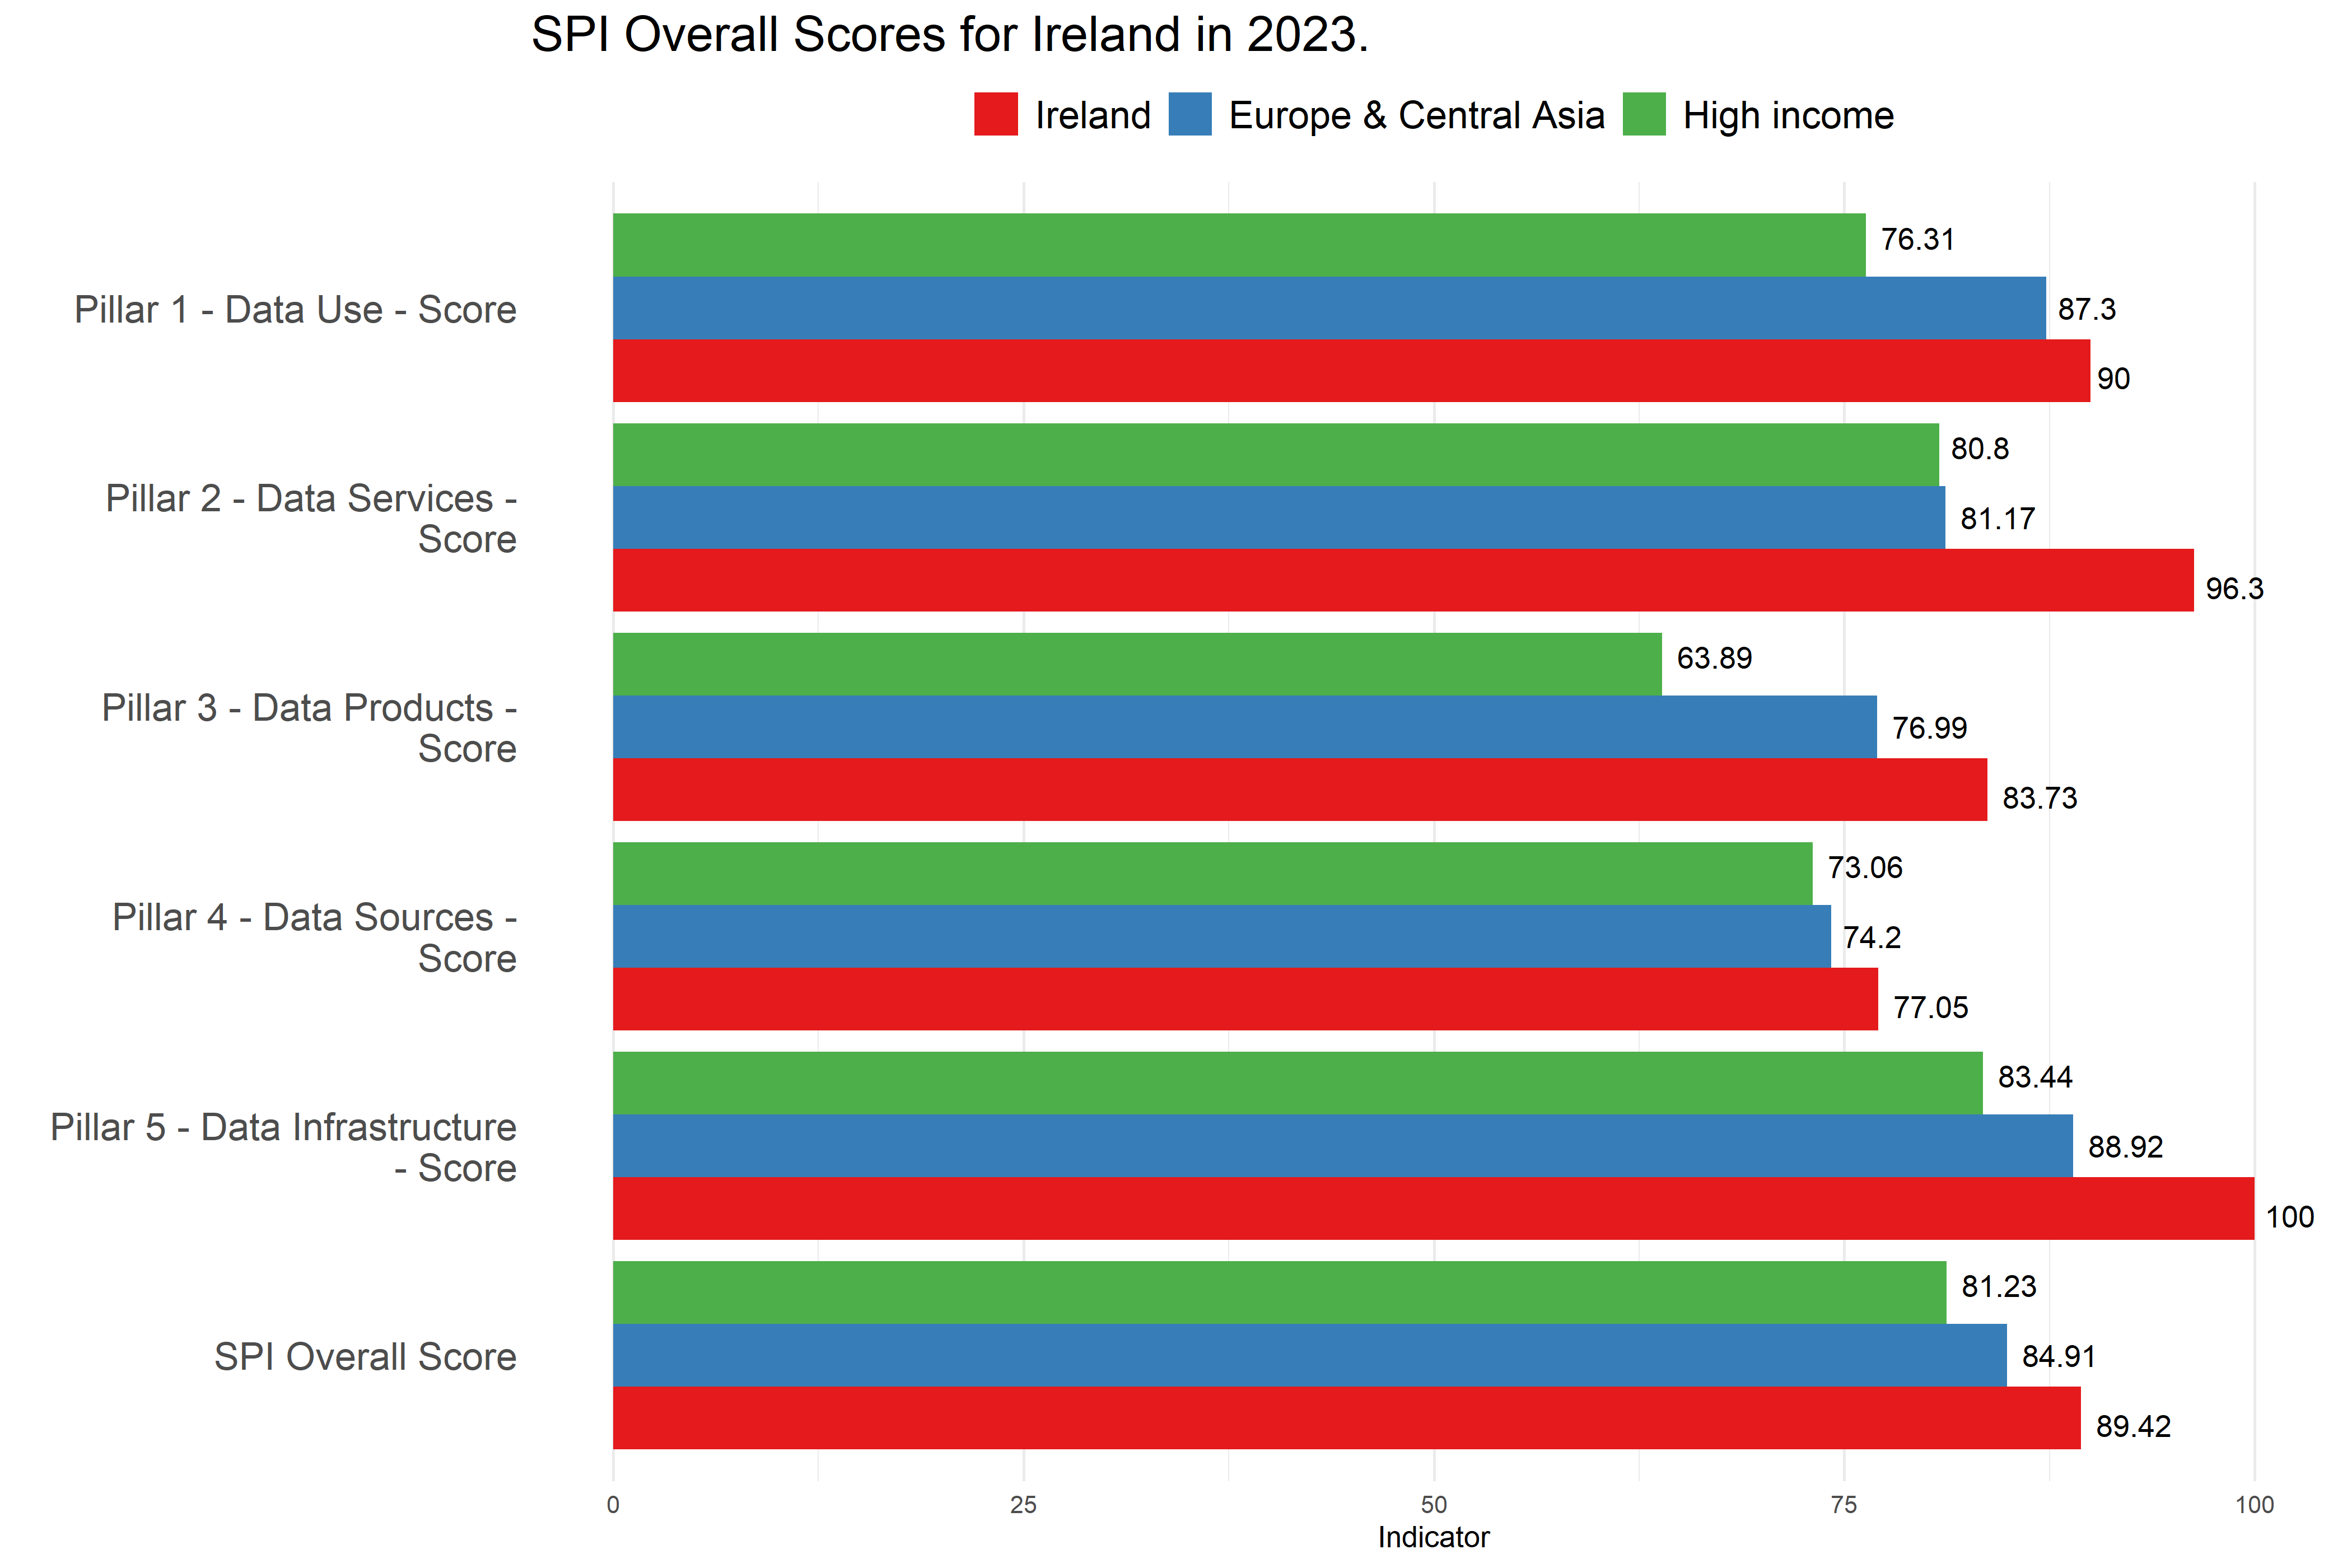 SPI Overall Scores for Ireland in 2023.
Ireland Europe & Central Asia High income
Pillar 1 - Data Use - Score
76.31
87.3
90
Pillar 2 - Data Services -
Score
80.8
81.17
96.3
Pillar 3 - Data Products -
Score
63.89
76.99
83.73
Pillar 4 - Data Sources -
Score
73.06
74.2
77.05
Pillar 5 - Data Infrastructure
- Score
83.44
88.92
100
SPI Overall Score
81.23
84.91
89.42
0 25 50 75 100
Indicator